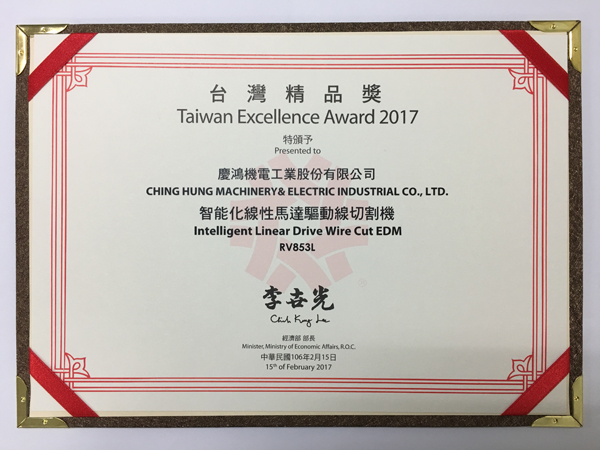 台灣精品獎
Taiwan Excellence Award 2017
特頒予
Presented to
慶鴻機電工業股份有限公司
CHING HUNG MACHINERY& ELECTRIC INDUSTRIAL CO., LTD.
智能化線性馬達驅動線切割機
Intelligent Linear Drive Wire Cut EDM
RV853L
李世光
Chih Kung Lee
經濟部 部長
Minister, Ministry of Economic Affairs, R.O.C.
中華民國106年2月15日
15th of February 2017